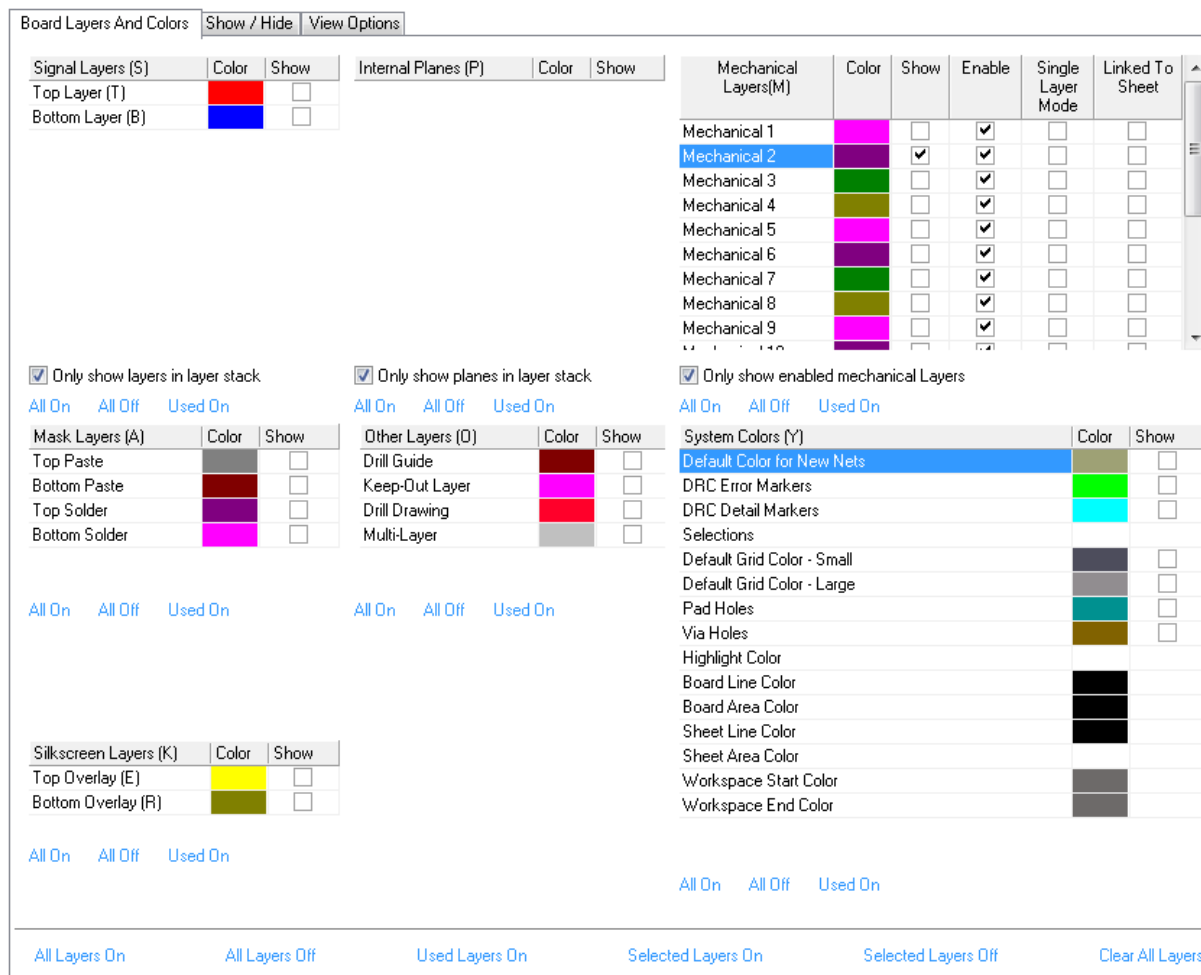 Board Layers And Colors Show / Hide View Options
Signal Layers (S) Color Show
Top Layer (T)
Bottom Layer (B)
Internal Planes (P) Color Show
Mechanical Layers(M) Color Show Enable Single Layer Mode Linked To Sheet
Mechanical 1
Mechanical 2
Mechanical 3
Mechanical 4
Mechanical 5
Mechanical 6
Mechanical 7
Mechanical 8
Mechanical 9
Only show layers in layer stack
All On All Off Used On
Only show planes in layer stack
All On All Off Used On
Only show enabled mechanical Layers
All On All Off Used On
Mask Layers (A) Color Show
Top Paste
Bottom Paste
Top Solder
Bottom Solder
All On All Off Used On
Other Layers (O) Color Show
Drill Guide
Keep-Out Layer
Drill Drawing
Multi-Layer
All On All Off Used On
System Colors (Y) Color Show
Default Color for New Nets
DRC Error Markers
DRC Detail Markers
Selections
Default Grid Color - Small
Default Grid Color - Large
Pad Holes
Via Holes
Highlight Color
Board Line Color
Board Area Color
Sheet Line Color
Sheet Area Color
Workspace Start Color
Workspace End Color
All On All Off Used On
Silkscreen Layers (K) Color Show
Top Overlay (E)
Bottom Overlay (R)
All On All Off Used On
All Layers On All Layers Off Used Layers On Selected Layers On Selected Layers Off Clear All Layers